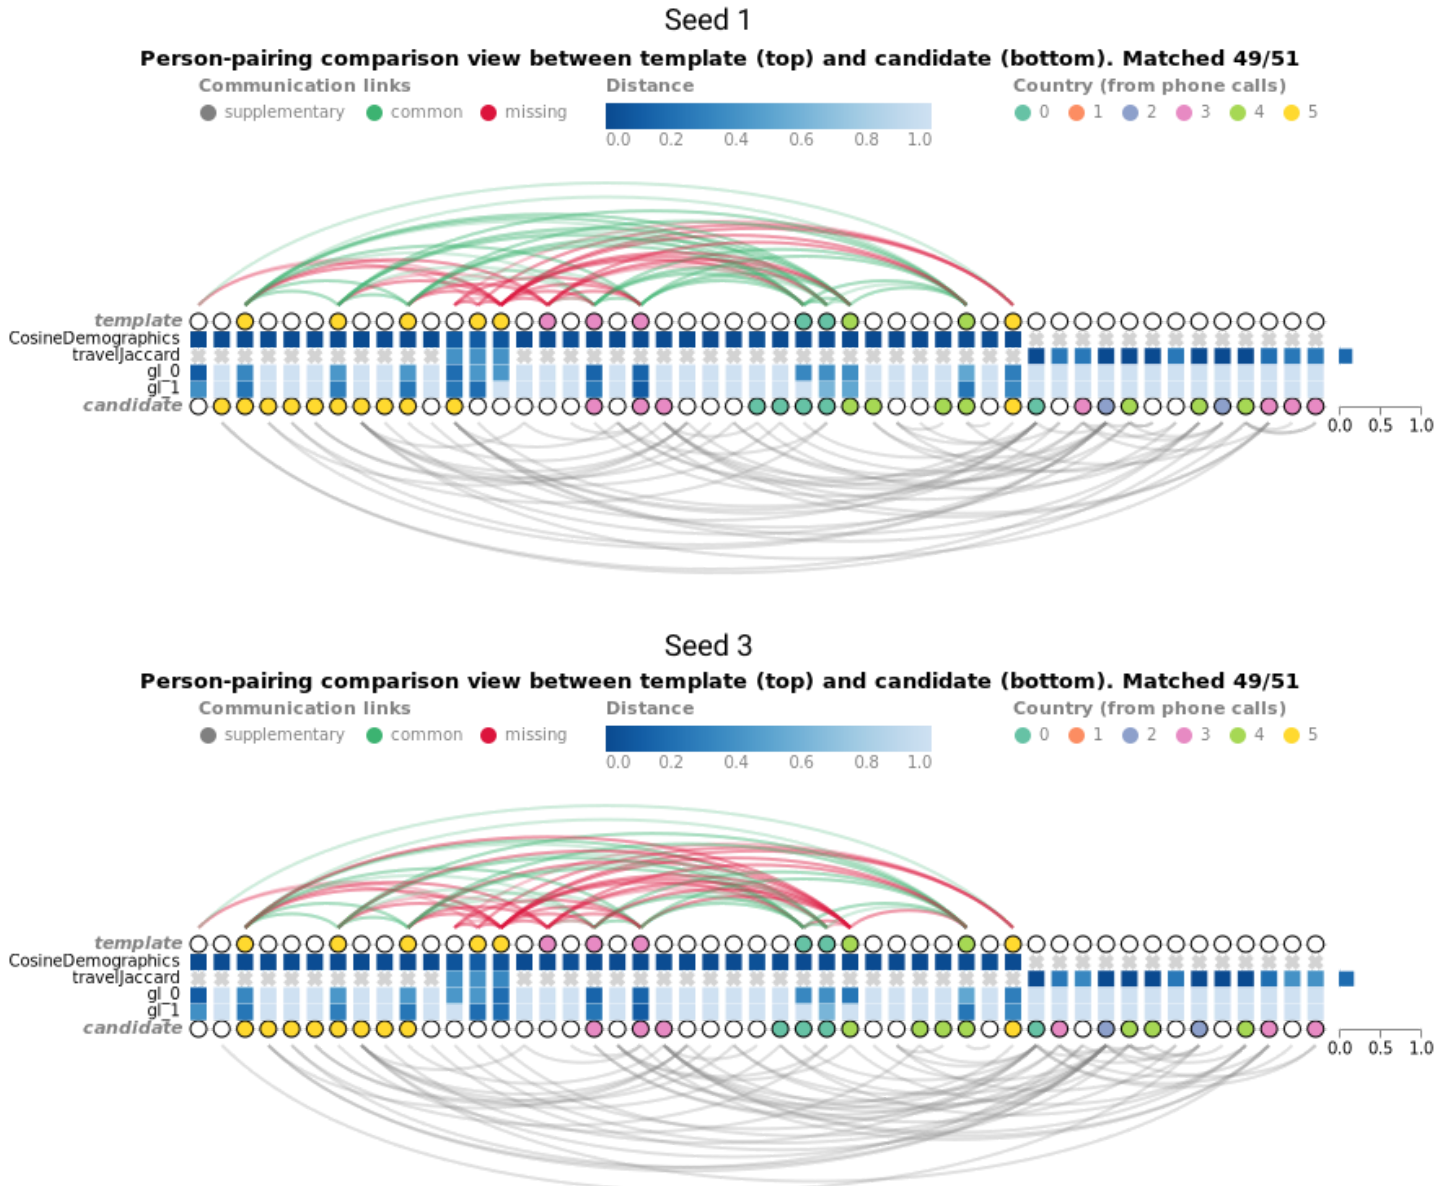 Seed 1
Person-pairing comparison view between template (top) and candidate (bottom). Matched 49/51
Communication links Distance Country (from phone calls)
supplementary common missing 0 1 2 3 4 5
0.0 0.2 0.4 0.6 0.8 1.0
template
CosineDemographics
travelJaccard
gl_0
gl_1
candidate
0.0 0.5 1.0
Seed 3
Person-pairing comparison view between template (top) and candidate (bottom). Matched 49/51
Communication links Distance Country (from phone calls)
supplementary common missing 0 1 2 3 4 5
0.0 0.2 0.4 0.6 0.8 1.0
template
CosineDemographics
travelJaccard
gl_0
gl_1
candidate
0.0 0.5 1.0